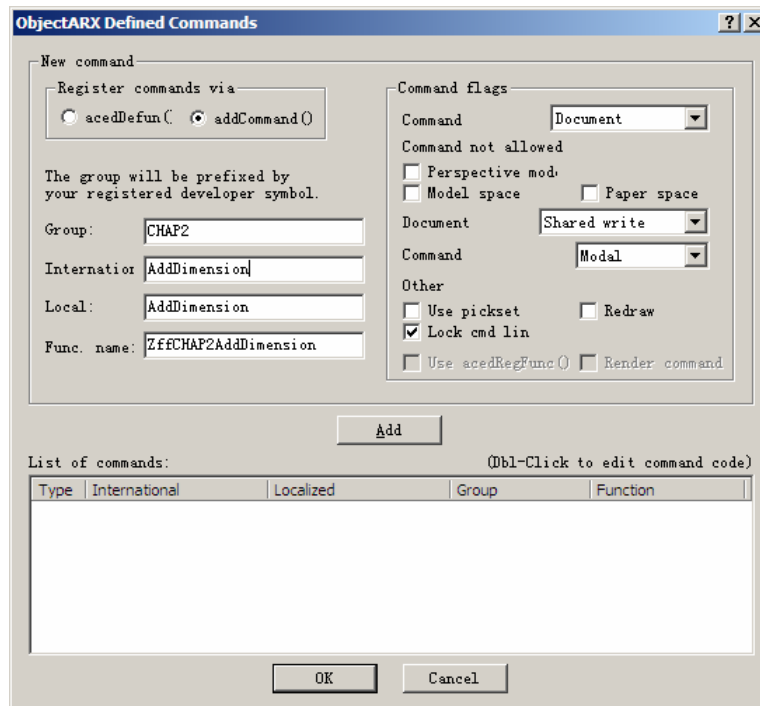 ObjectARX Defined Commands
New command
Register commands via
acedDefun(
addCommand()
The group will be prefixed by
your registered developer symbol.
Group: CHAP2
Internation AddDimension
Local: AddDimension
Func. name: ZffCHAP2AddDimension
Command flags
Command Document
Command not allowed
Perspective mod
Model space Paper space
Document Shared write
Command Modal
Other
Use pickset Redraw
Lock cmd lin
Use acedRegFunc() Render command
Add
List of commands: (Dbl-Click to edit command code)
Type International Localized Group Function
OK Cancel